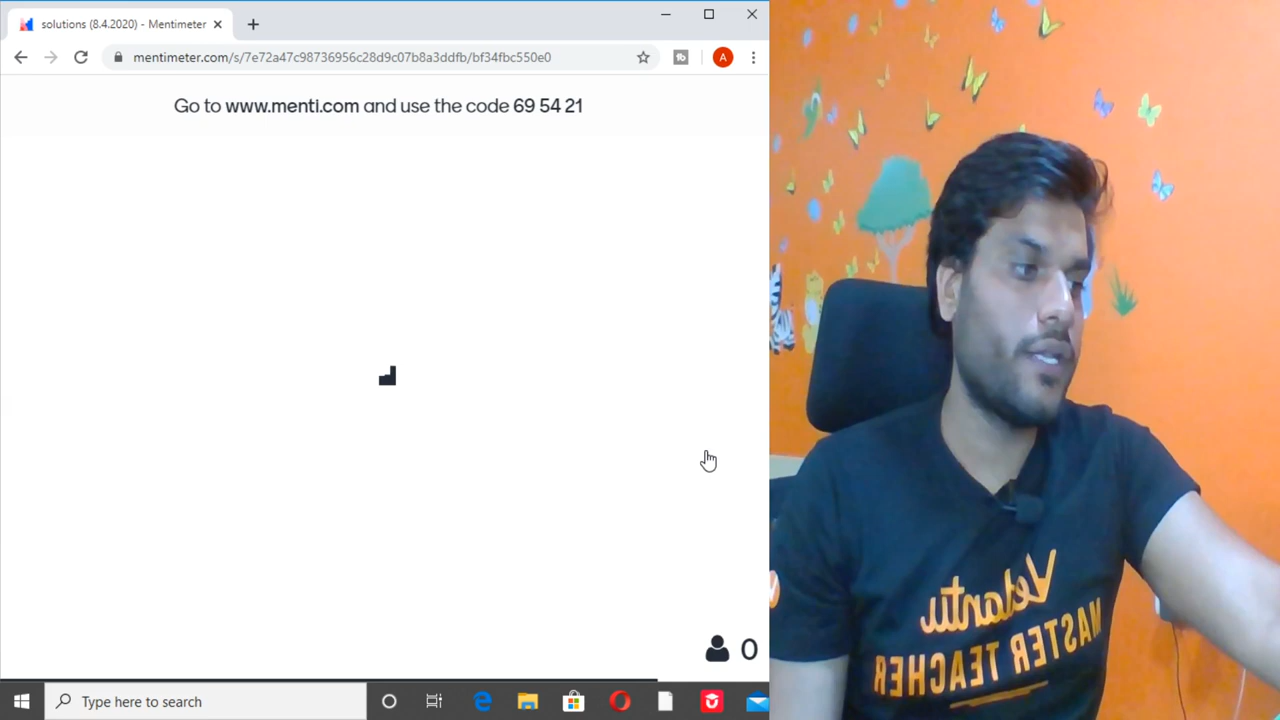 solutions (8.4.2020) - Mentimeter
mentimeter.com/s/7e72a47c98736956c28d9c07b8a3ddfb/bf34fbc550e0
A
Go to www.menti.com and use the code 69 54 21
0
Type here to search
Vedantu
MASTER TEACHER